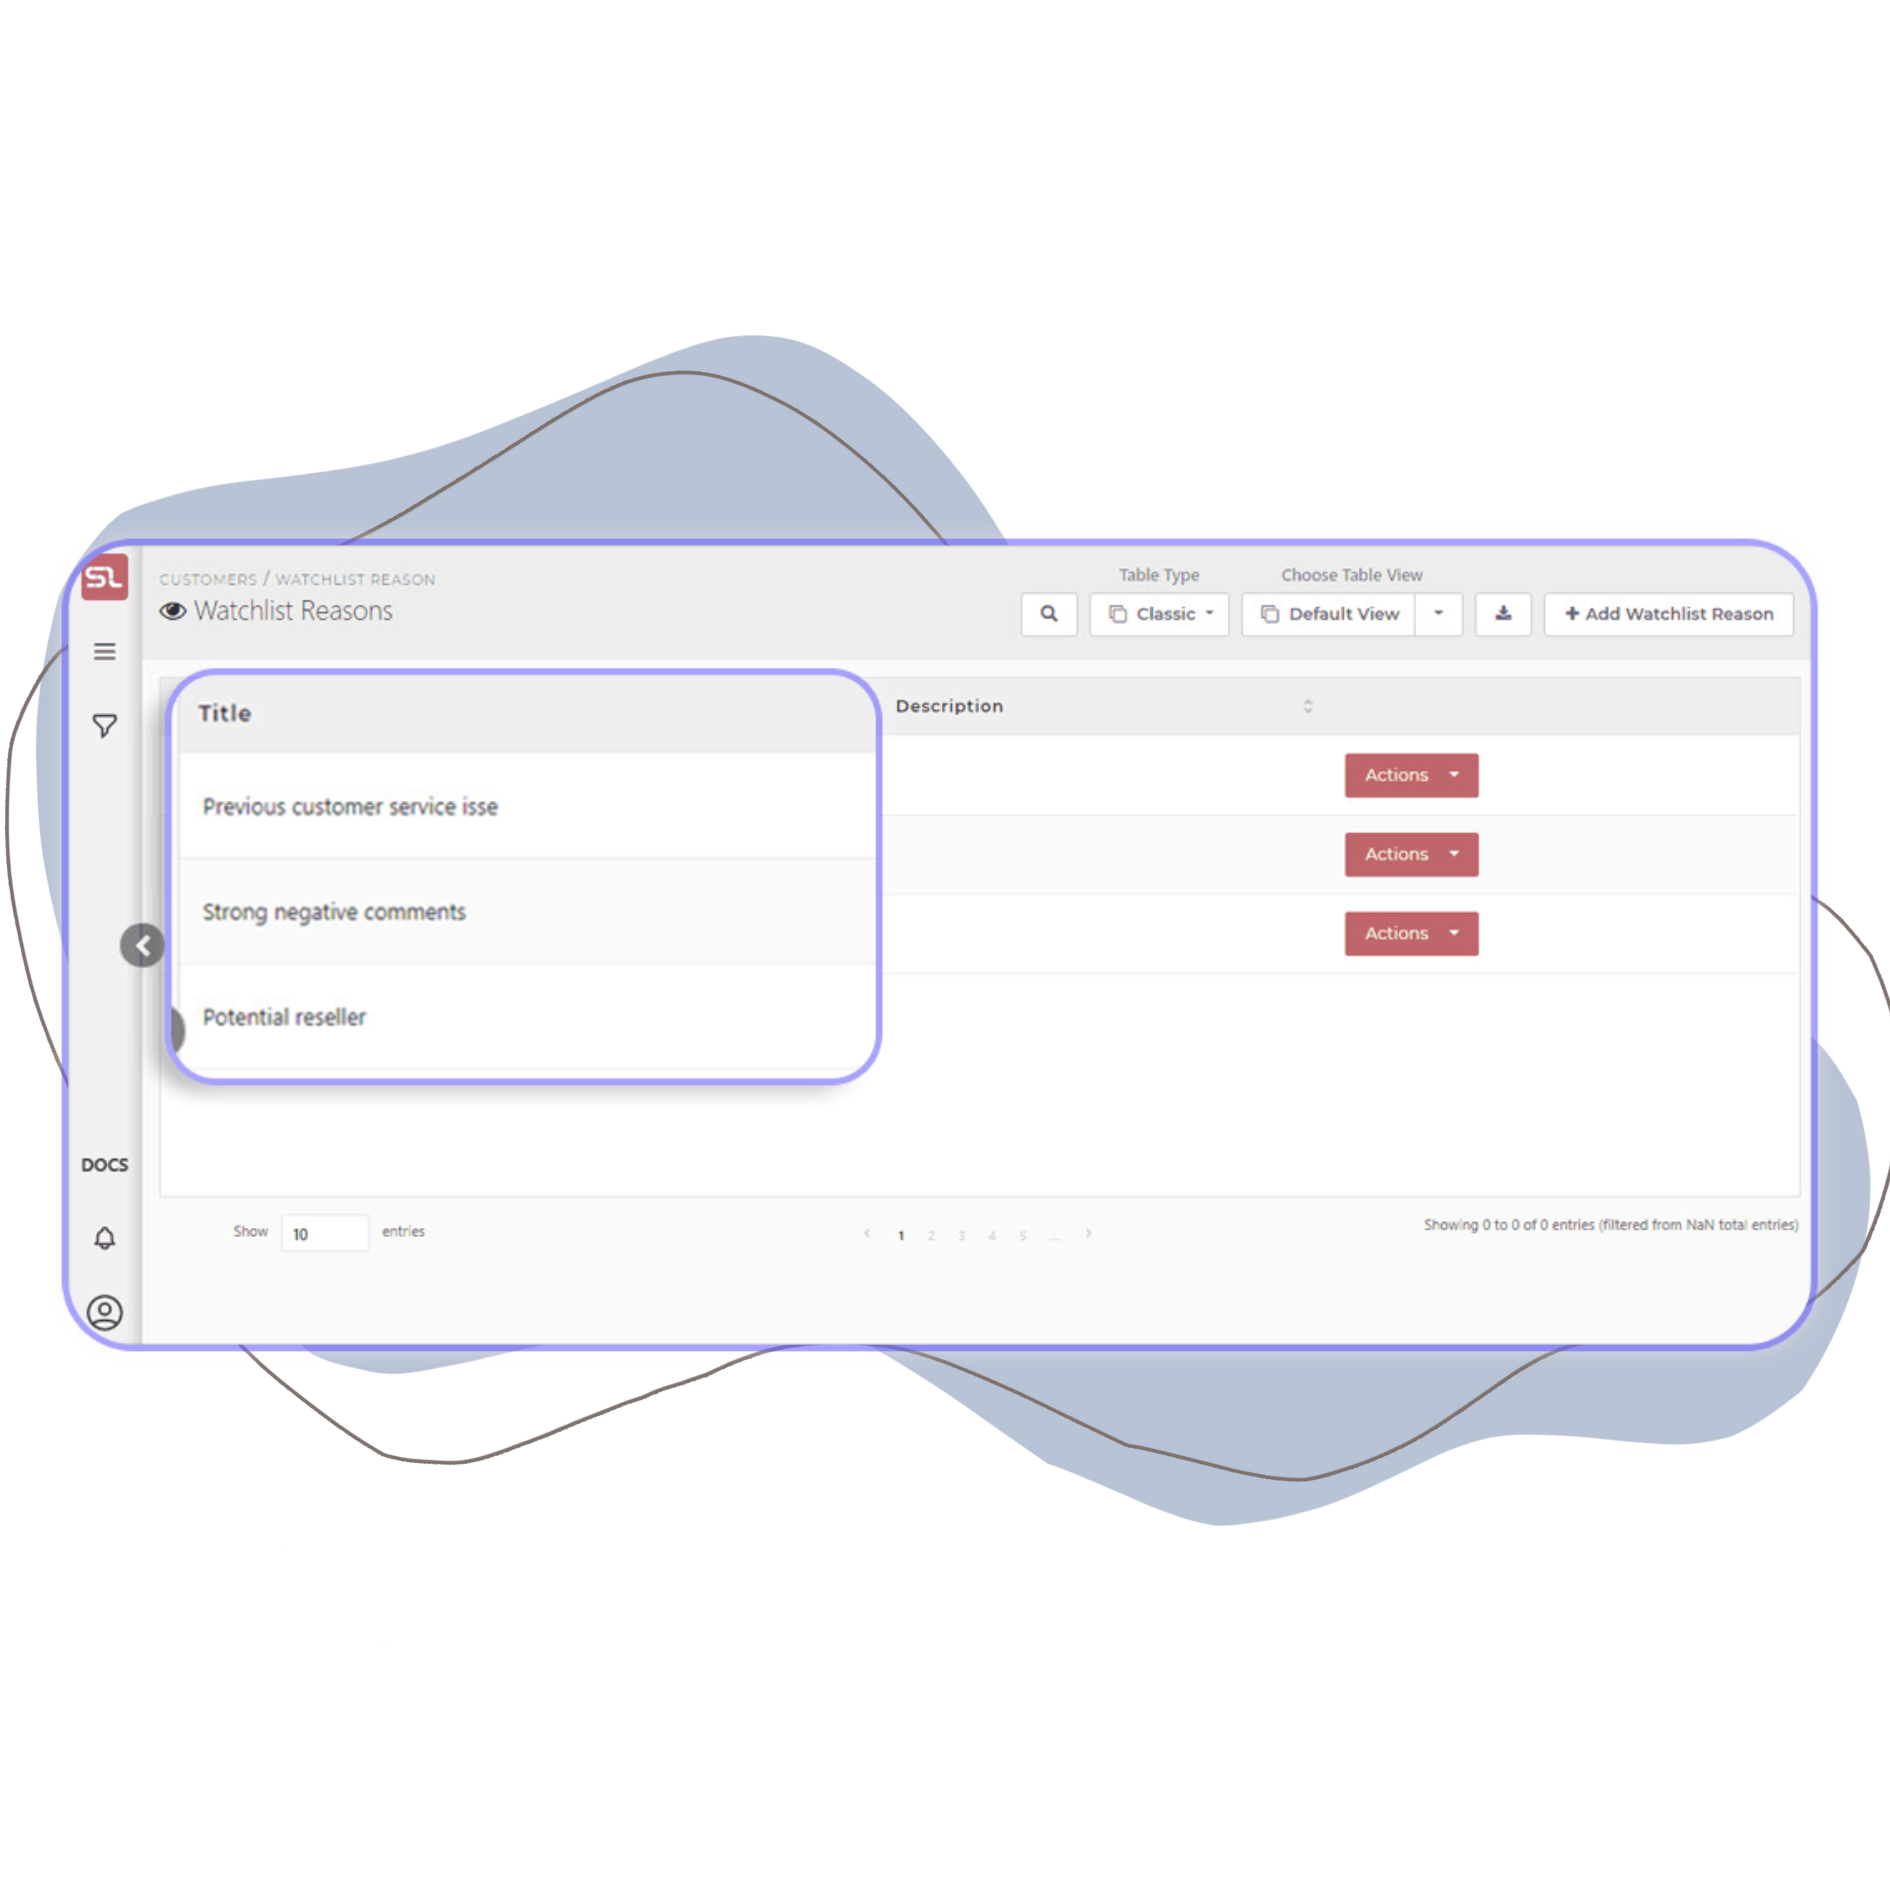 SL
CUSTOMERS / WATCHLIST REASON
Watchlist Reasons
Table Type
Choose Table View
Classic
Default View
+ Add Watchlist Reason
Title
Description
Previous customer service isse
Actions
Strong negative comments
Actions
Potential reseller
Actions
DOCS
Show 10 entries
< 1 2 3 4 5 ... >
Showing 0 to 0 of 0 entries (filtered from NaN total entries)